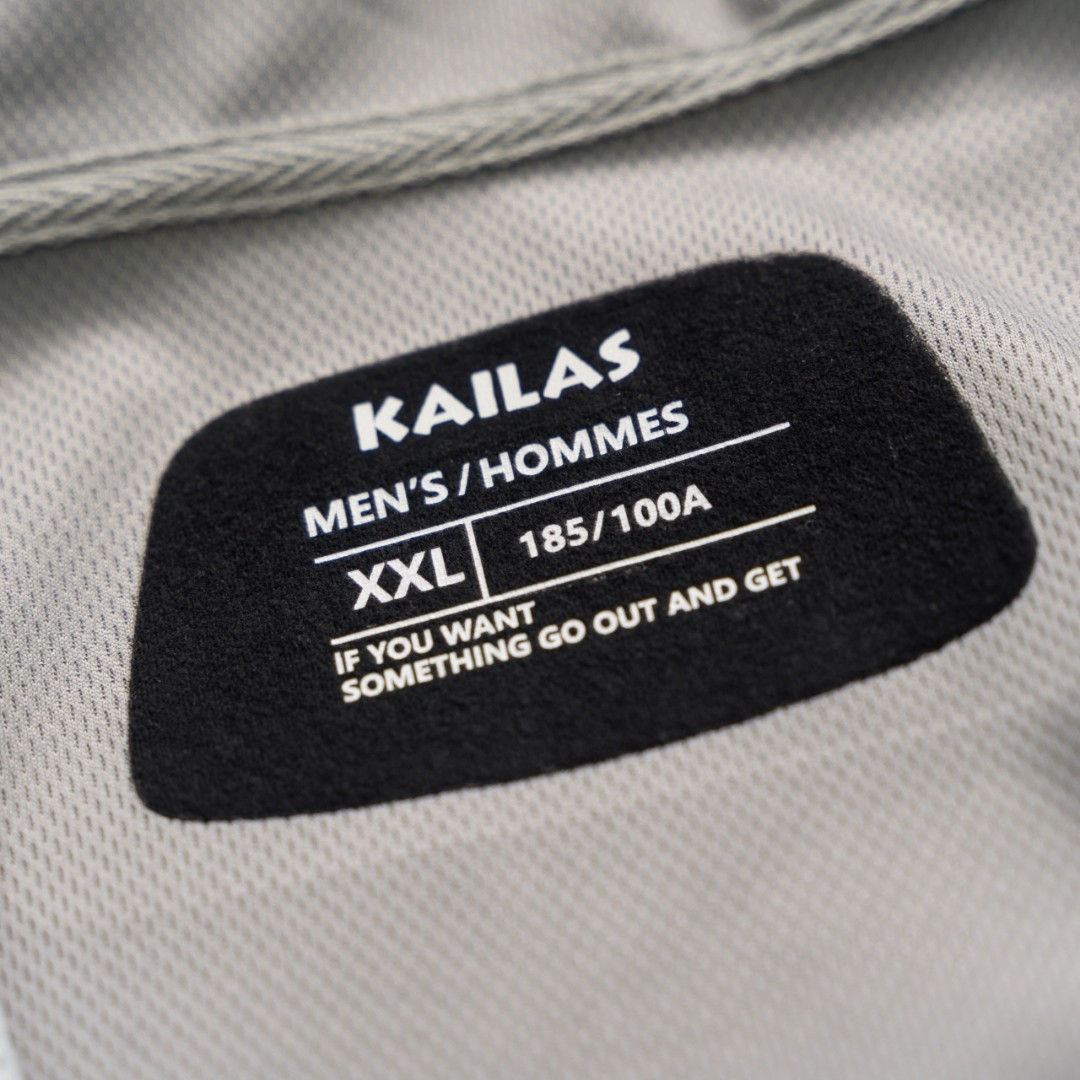 KAILAS
MEN'S / HOMMES
XXL 185/100A
IF YOU WANT
SOMETHING GO OUT AND GET